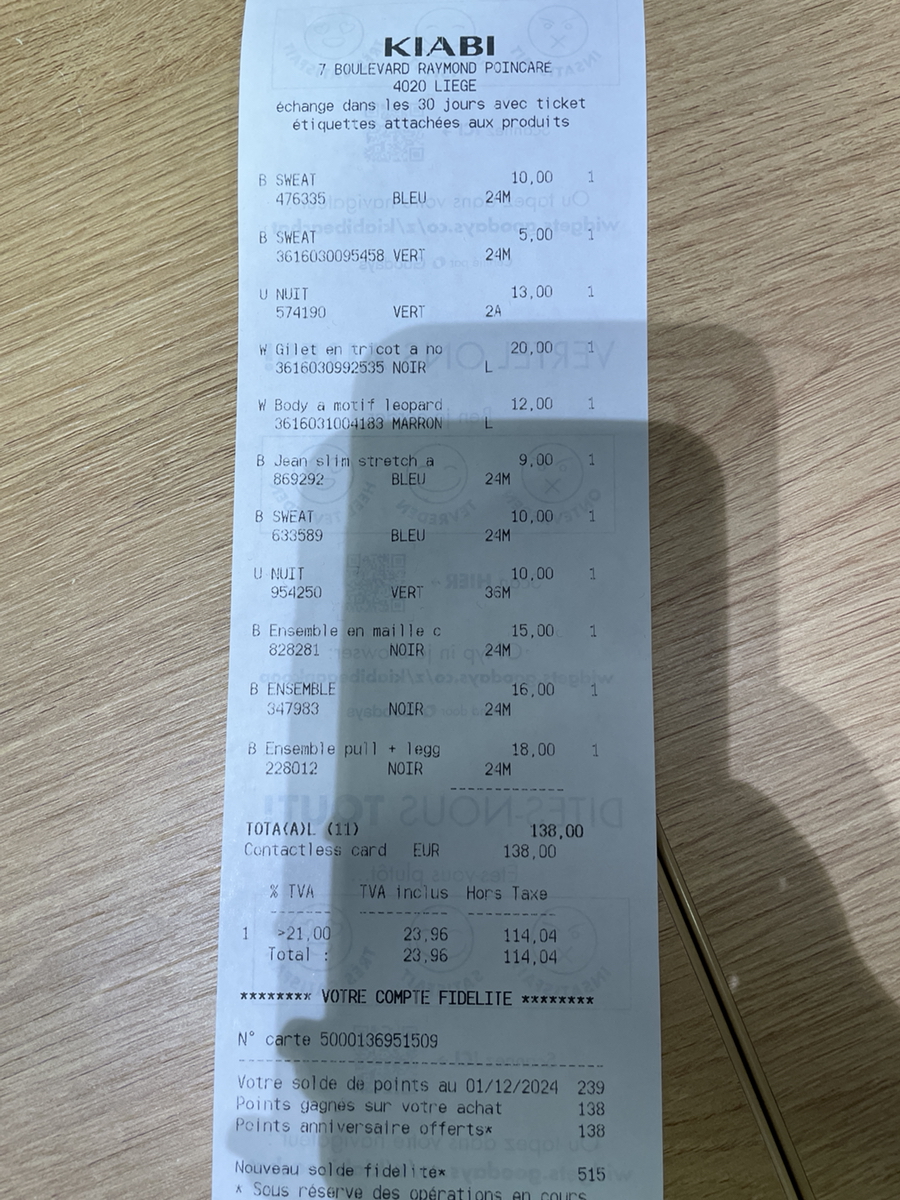 KIABI
7 BOULEVARD RAYMOND POINCARE
4020 LIEGE
échange dans les 30 jours avec ticket
étiquettes attachées aux produits
B SWEAT 10,00 1
476335 BLEU 24M
B SWEAT 5,00 1
3616030095458 VERT 24M
U NUIT 13,00 1
574190 VERT 2A
W Gilet en tricot a no 20,00 1
3616030992535 NOIR L
W Body a motif leopard 12,00 1
3616031004183 MARRON L
B Jean slim stretch a 9,00 1
869292 BLEU 24M
B SWEAT 10,00 1
633589 BLEU 24M
U NUIT 10,00 1
954250 VERT 36M
B Ensemble en maille c 15,00 1
828281 NOIR 24M
B ENSEMBLE 16,00 1
347983 NOIR 24M
B Ensemble pull + legg 18,00 1
228012 NOIR 24M
--------------
TOTA(A)L (11) 138,00
Contactless card EUR 138,00
% TVA TVA inclus Hors Taxe
------- ---------- ----------
1 >21,00 23,96 114,04
Total : 23,96 114,04
******** VOTRE COMPTE FIDELITE ********
N° carte 5000136951509
------------------------------------------
Votre solde de points au 01/12/2024 239
Points gagnes sur votre achat 138
Points anniversaire offerts* 138
Nouveau solde fidelite* 515
* Sous réserve des opérations en cours